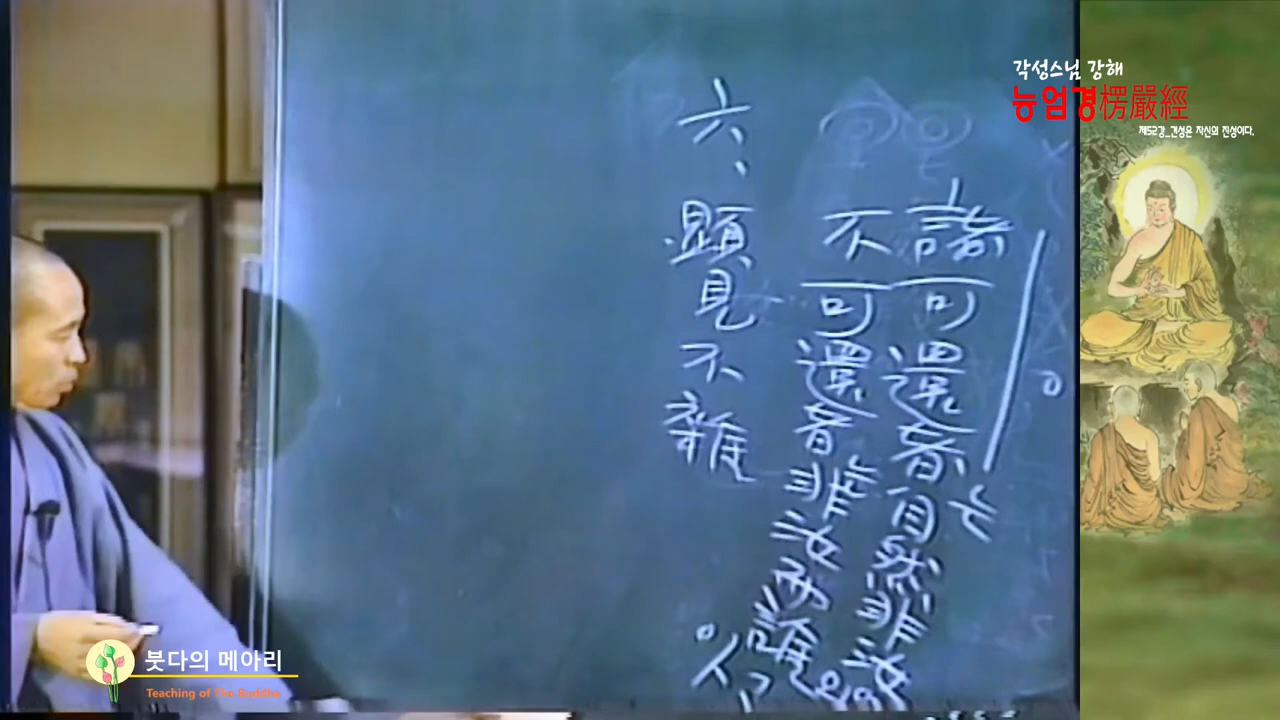 각성스님 강해
능엄경楞嚴經
제52강_견성은 자신의 진성이다.
諸可還者自然非汝
不可還者非汝而誰
六、顯見不雜
붓다의 메아리
Teaching of The Buddha